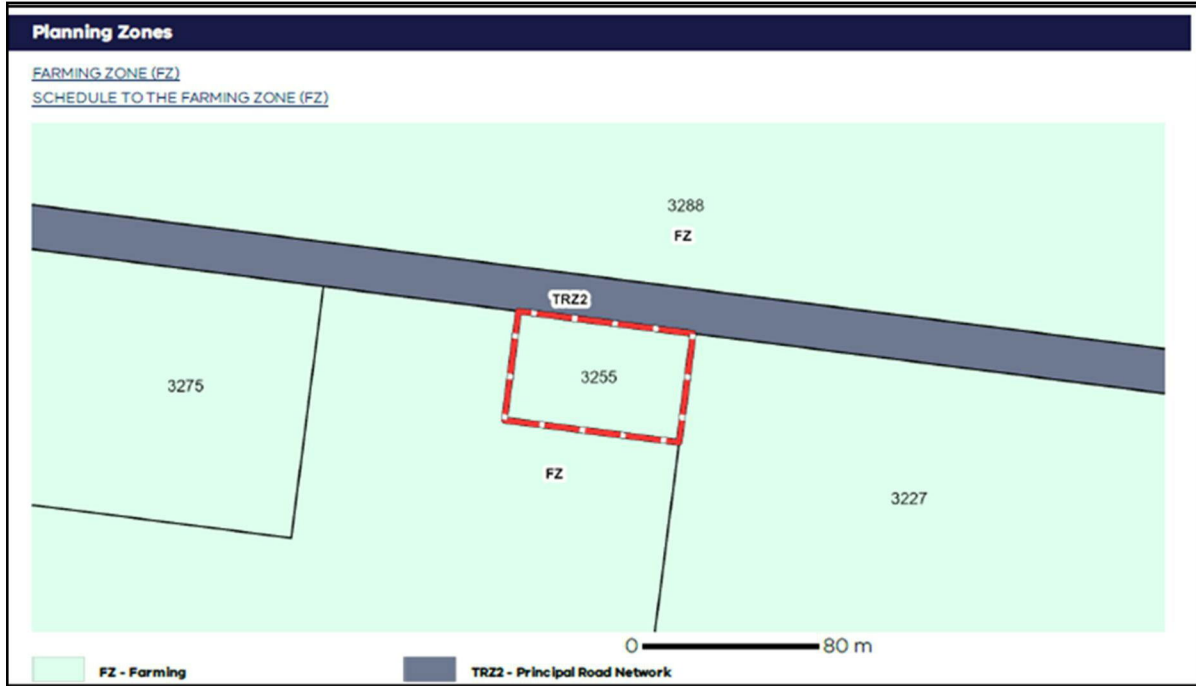 Planning Zones
FARMING ZONE (FZ)
SCHEDULE TO THE FARMING ZONE (FZ)
3288
FZ
TRZ2
3275
3255
FZ
3227
0 80 m
FZ - Farming
TRZ2 - Principal Road Network